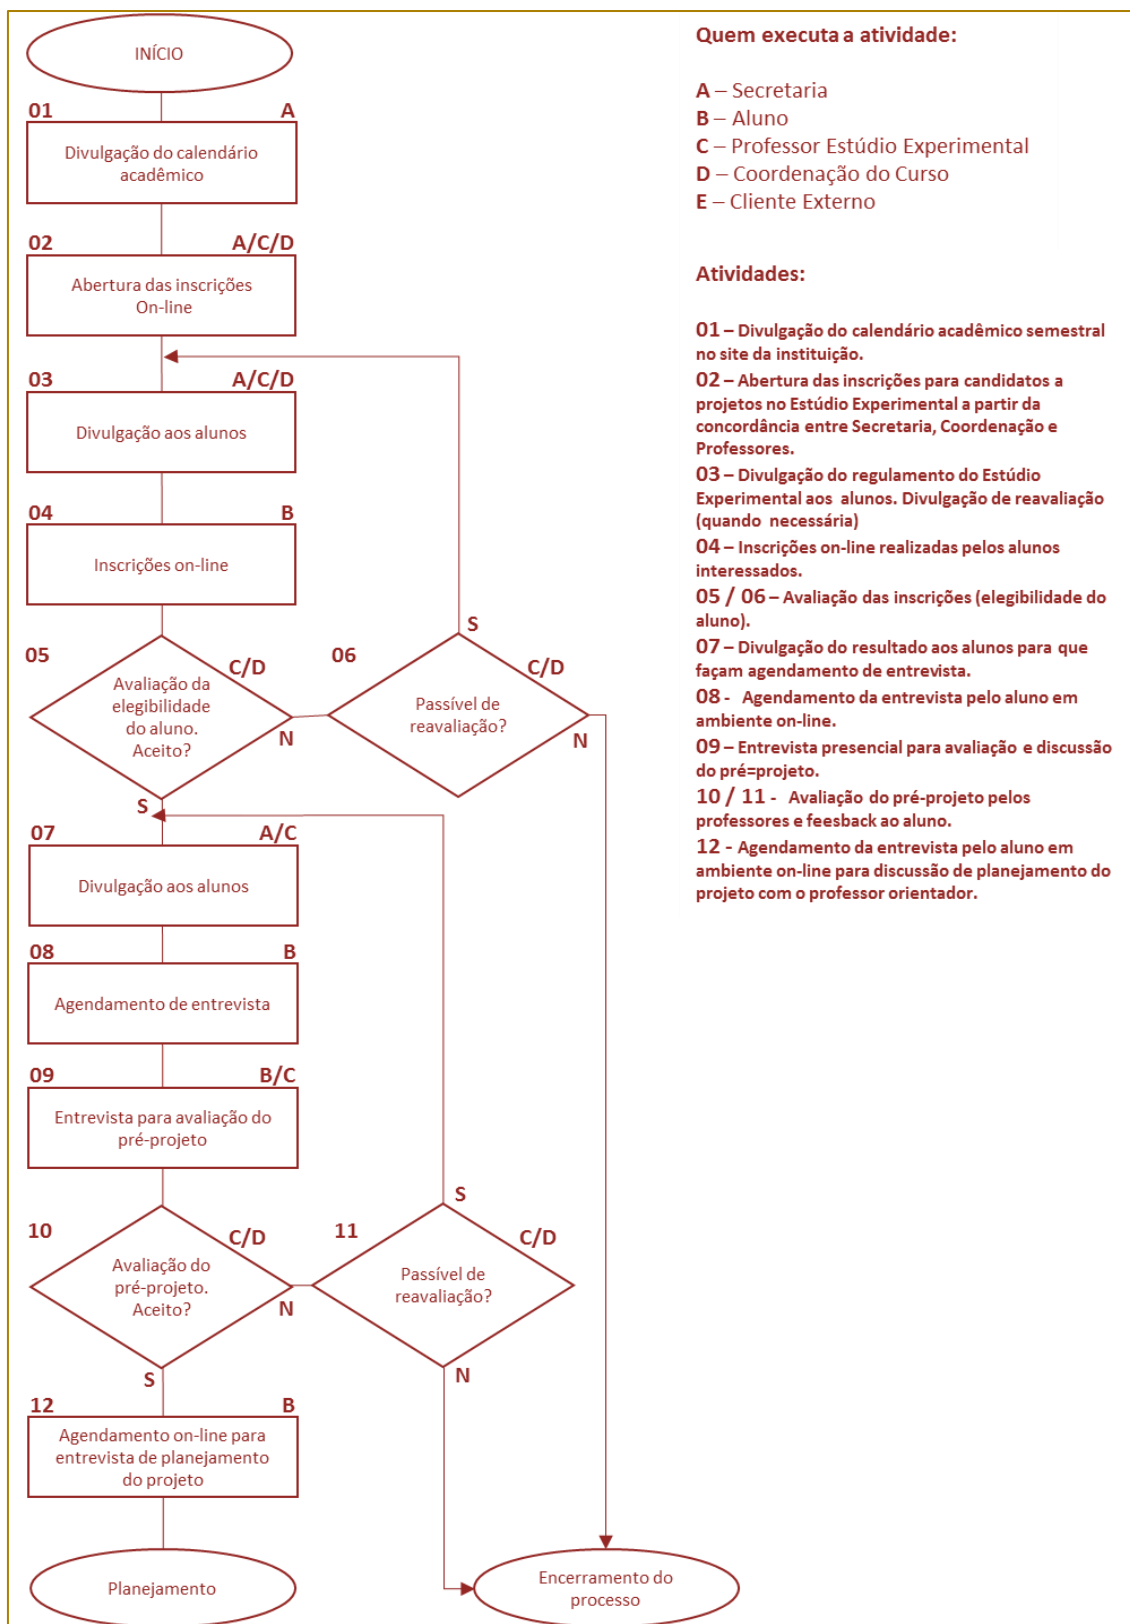 INÍCIO
01 A
Divulgação do calendário
acadêmico
02 A/C/D
Abertura das inscrições
On-line
03 A/C/D
Divulgação aos alunos
04 B
Inscrições on-line
05 C/D
Avaliação da
elegibilidade
do aluno.
Aceito?
N
S
06 C/D
Passível de
reavaliação?
S
N
07 A/C
Divulgação aos alunos
08 B
Agendamento de entrevista
09 B/C
Entrevista para avaliação do
pré-projeto
10 C/D
Avaliação do
pré-projeto.
Aceito?
N
S
11 C/D
Passível de
reavaliação?
S
N
12 B
Agendamento on-line para
entrevista de planejamento
do projeto
Planejamento
Encerramento do
processo
Quem executa a atividade:
A – Secretaria
B – Aluno
C – Professor Estúdio Experimental
D – Coordenação do Curso
E – Cliente Externo
Atividades:
01 – Divulgação do calendário acadêmico semestral
no site da instituição.
02 – Abertura das inscrições para candidatos a
projetos no Estúdio Experimental a partir da
concordância entre Secretaria, Coordenação e
Professores.
03 – Divulgação do regulamento do Estúdio
Experimental aos alunos. Divulgação de reavaliação
(quando necessária)
04 – Inscrições on-line realizadas pelos alunos
interessados.
05 / 06 – Avaliação das inscrições (elegibilidade do
aluno).
07 – Divulgação do resultado aos alunos para que
façam agendamento de entrevista.
08 - Agendamento da entrevista pelo aluno em
ambiente on-line.
09 – Entrevista presencial para avaliação e discussão
do pré=projeto.
10 / 11 - Avaliação do pré-projeto pelos
professores e feesback ao aluno.
12 - Agendamento da entrevista pelo aluno em
ambiente on-line para discussão de planejamento do
projeto com o professor orientador.